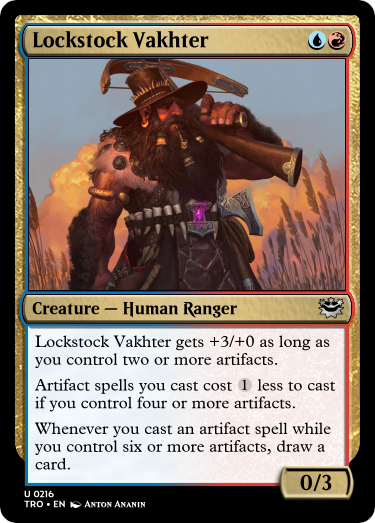 Lockstock Vakhter
Creature — Human Ranger
Lockstock Vakhter gets +3/+0 as long as
you control two or more artifacts.
Artifact spells you cast cost 1 less to cast
if you control four or more artifacts.
Whenever you cast an artifact spell while
you control six or more artifacts, draw a
card.
0/3
U 0216
TRO • EN Anton Ananin